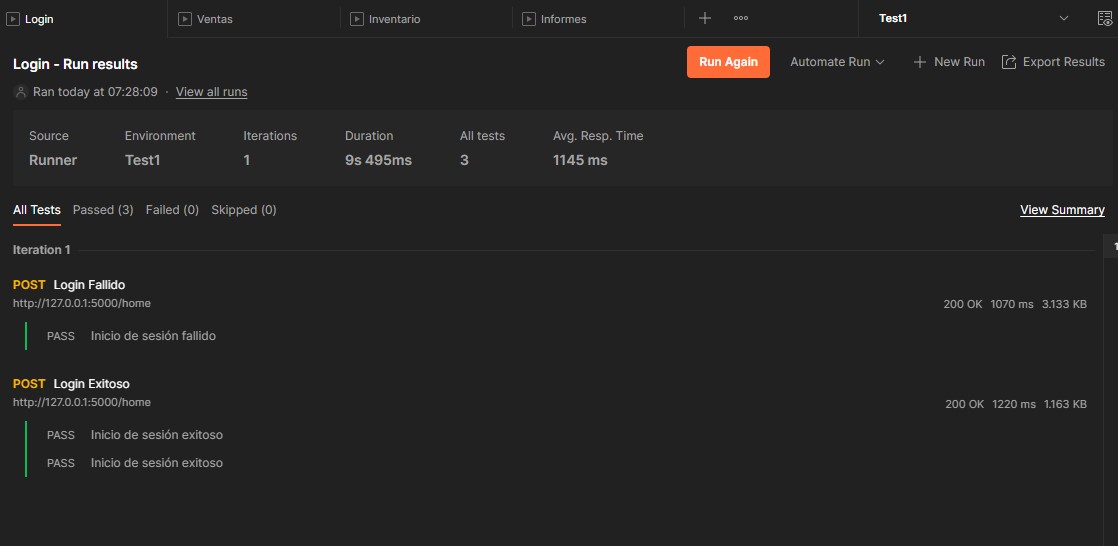 Login Ventas Inventario Informes Test1
Login - Run results Run Again Automate Run New Run Export Results
Ran today at 07:28:09 · View all runs
Source Environment Iterations Duration All tests Avg. Resp. Time
Runner Test1 1 9s 495ms 3 1145 ms
All Tests Passed (3) Failed (0) Skipped (0) View Summary
Iteration 1 1
POST Login Fallido
http://127.0.0.1:5000/home 200 OK 1070 ms 3.133 KB
PASS Inicio de sesión fallido
POST Login Exitoso
http://127.0.0.1:5000/home 200 OK 1220 ms 1.163 KB
PASS Inicio de sesión exitoso
PASS Inicio de sesión exitoso